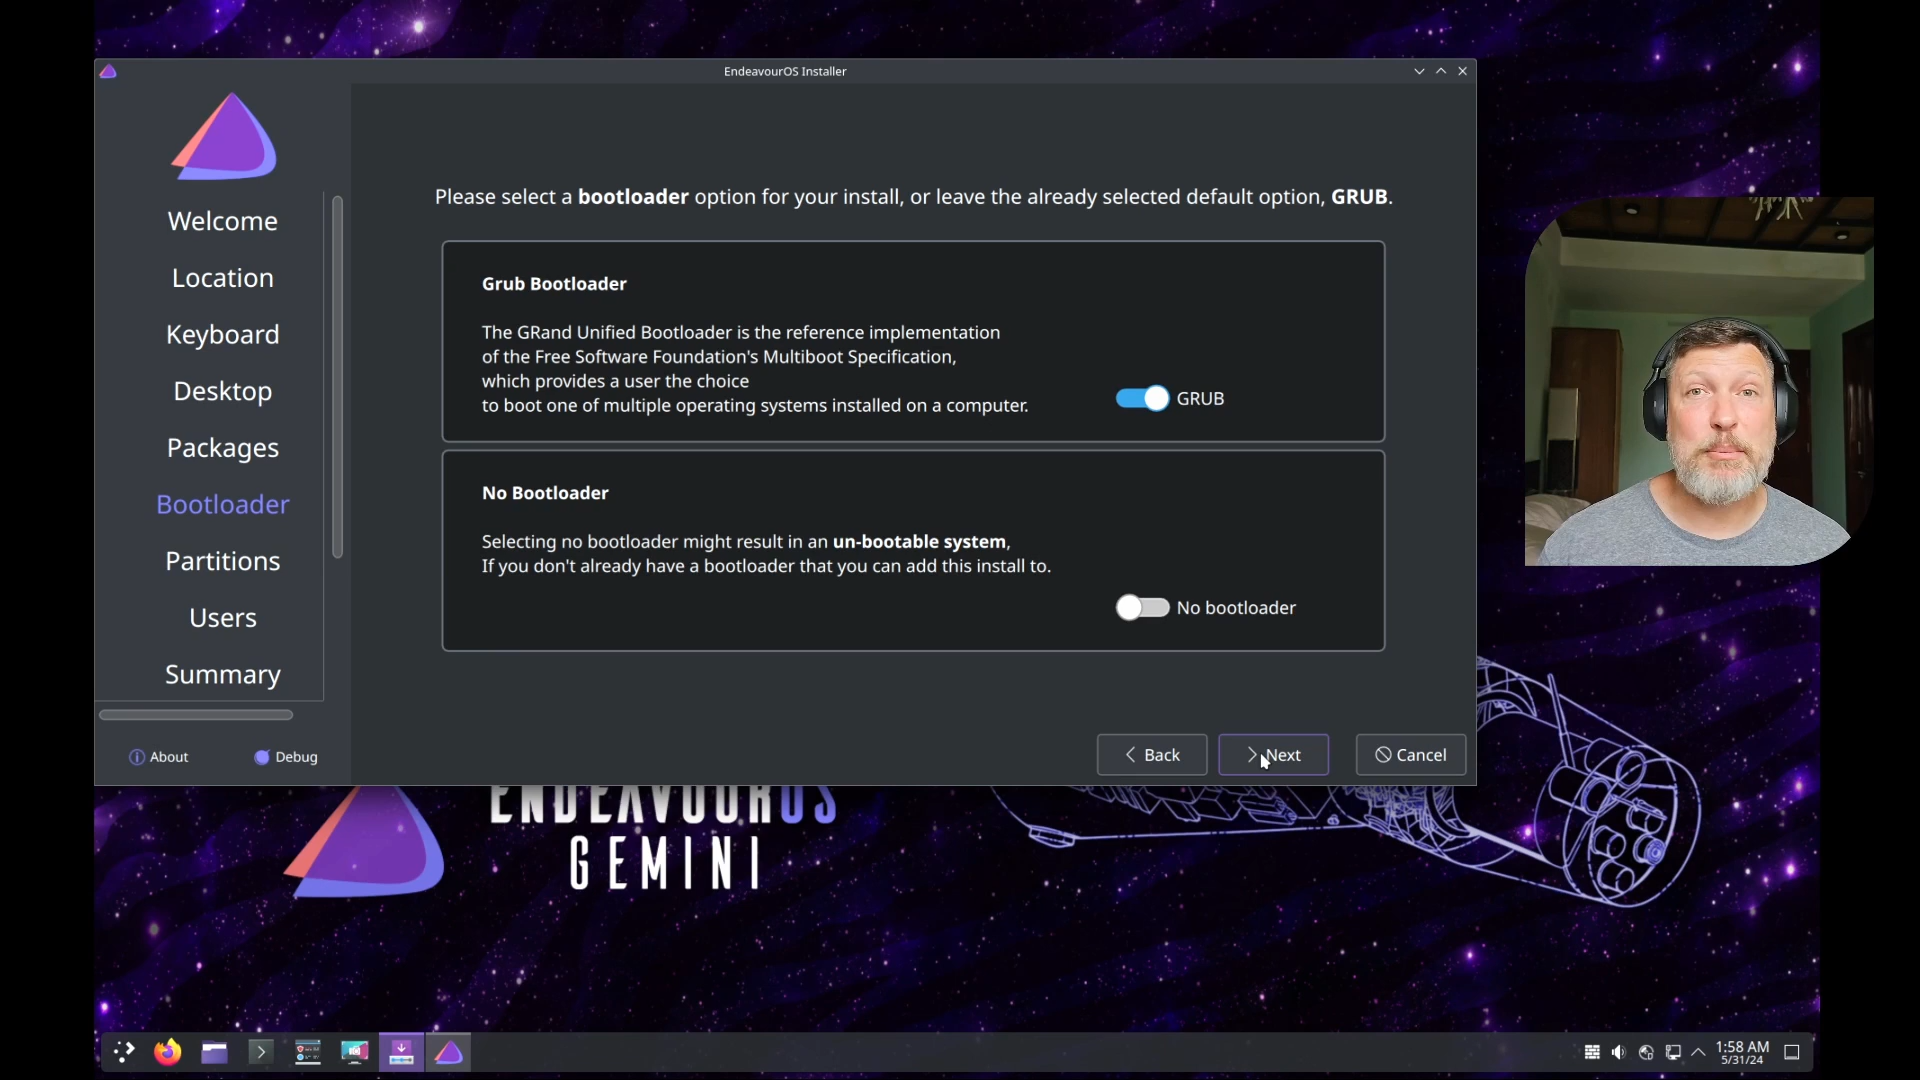 EndeavourOS Installer
Welcome
Location
Keyboard
Desktop
Packages
Bootloader
Partitions
Users
Summary
About
Debug
Please select a bootloader option for your install, or leave the already selected default option, GRUB.
Grub Bootloader
The GRand Unified Bootloader is the reference implementation
of the Free Software Foundation's Multiboot Specification,
which provides a user the choice
to boot one of multiple operating systems installed on a computer.
GRUB
No Bootloader
Selecting no bootloader might result in an un-bootable system,
If you don't already have a bootloader that you can add this install to.
No bootloader
Back
Next
Cancel
ENDEAVOUROS
GEMINI
1:58 AM
5/31/24